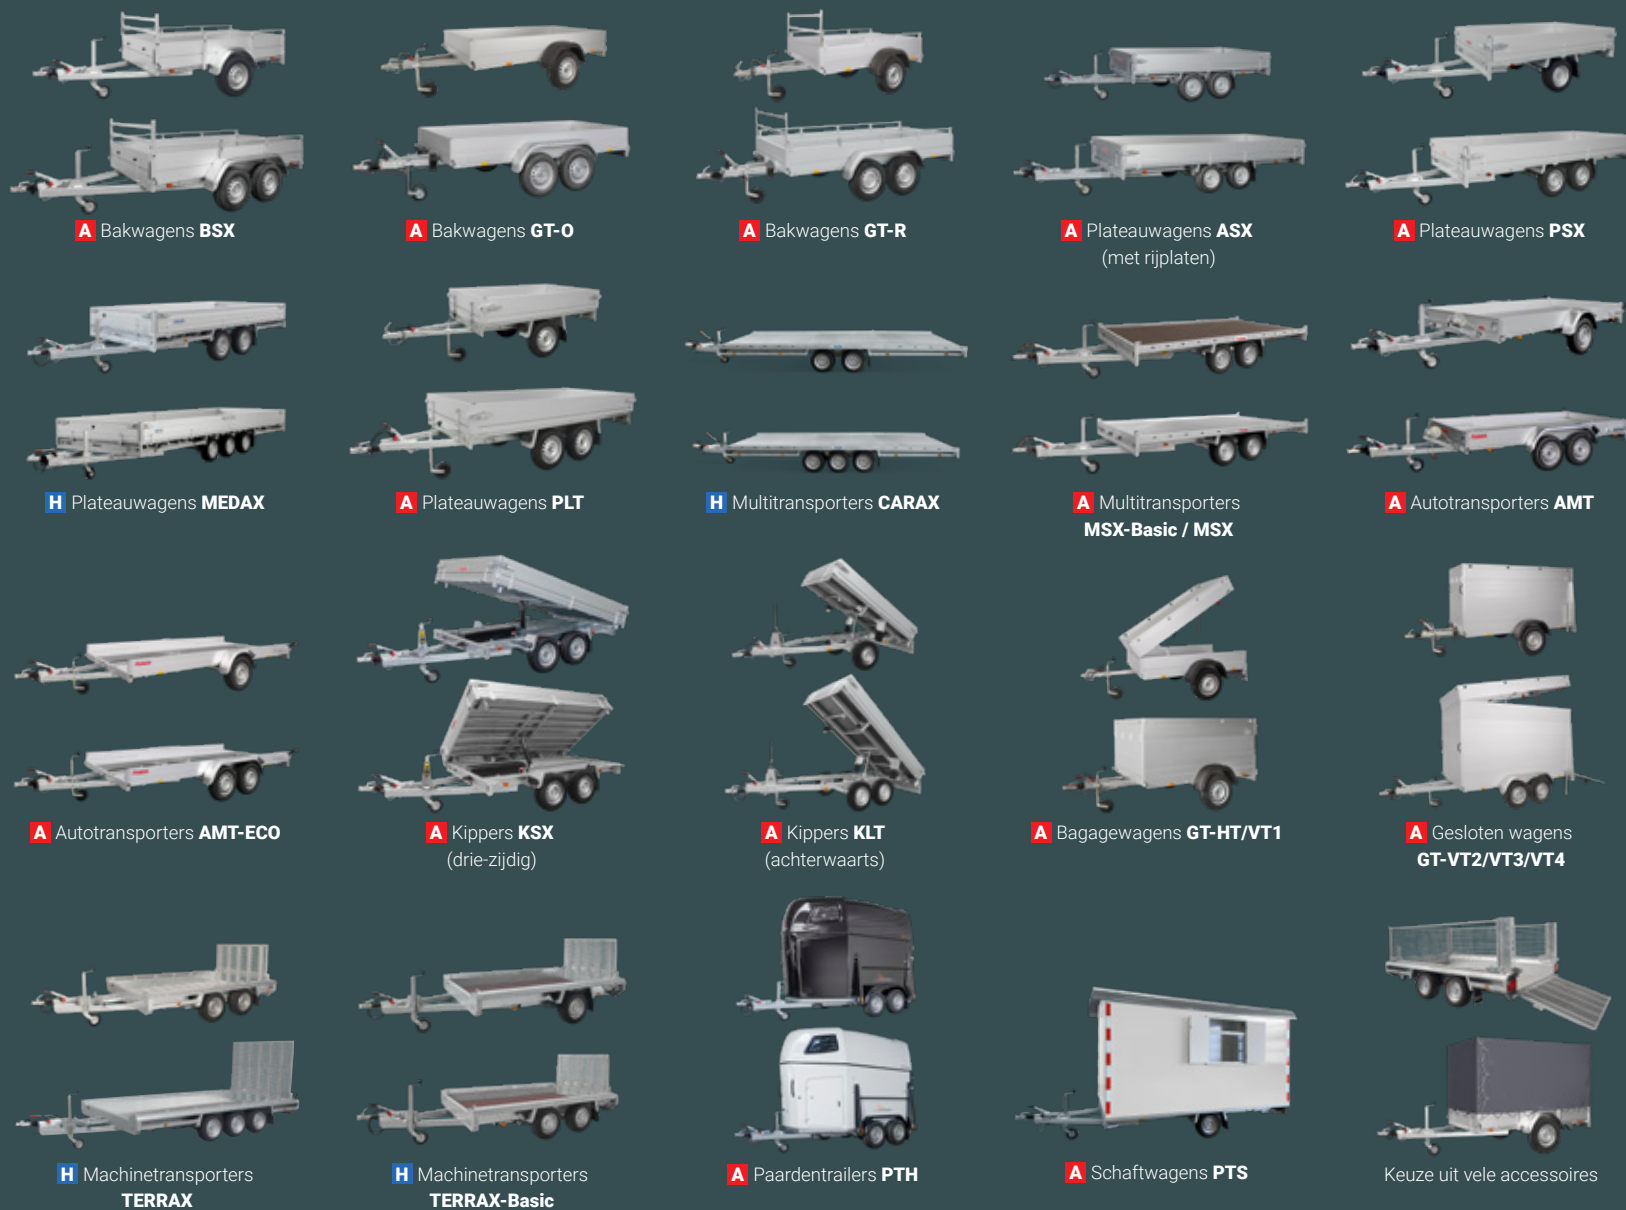 A Bakwagens BSX
A Bakwagens GT-O
A Bakwagens GT-R
A Plateauwagens ASX
(met rijplaten)
A Plateauwagens PSX
H Plateauwagens MEDAX
A Plateauwagens PLT
H Multitransporters CARAX
A Multitransporters
MSX-Basic / MSX
A Autotransporters AMT
A Autotransporters AMT-ECO
A Kippers KSX
(drie-zijdig)
A Kippers KLT
(achterwaarts)
A Bagagewagens GT-HT/VT1
A Gesloten wagens
GT-VT2/VT3/VT4
H Machinetransporters
TERRAX
H Machinetransporters
TERRAX-Basic
A Paardentrailers PTH
A Schaftwagens PTS
Keuze uit vele accessoires